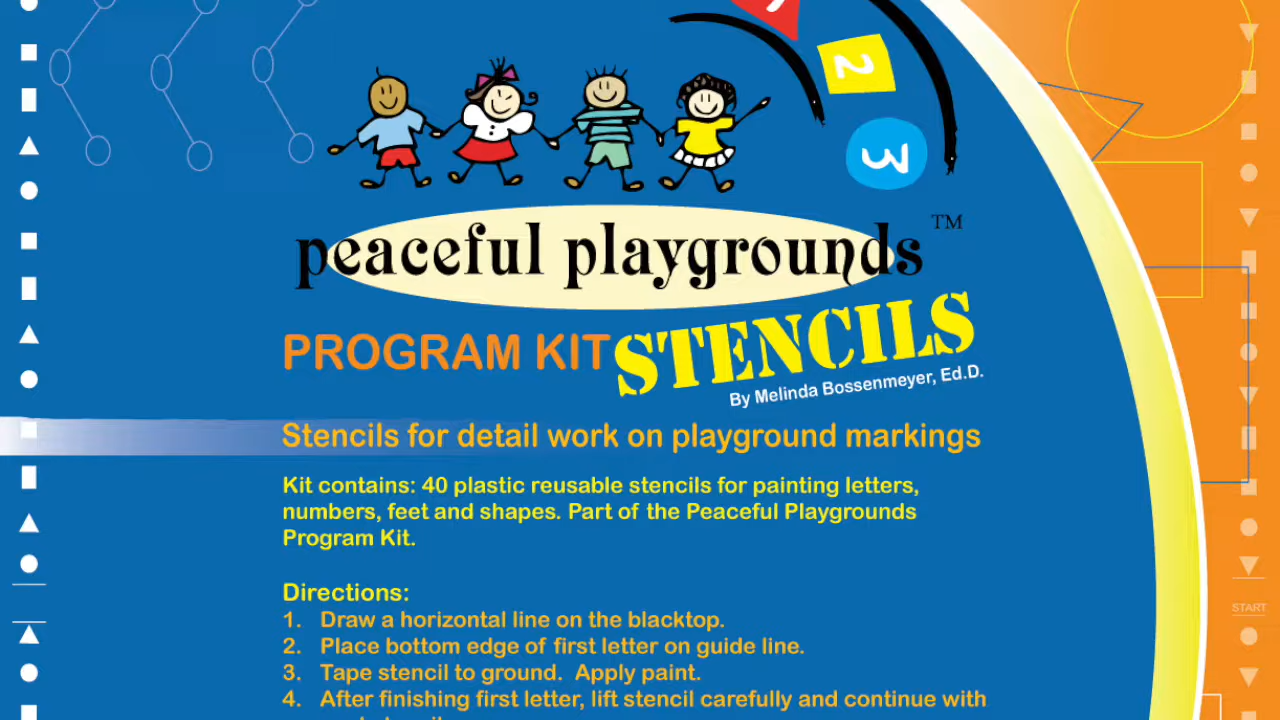 1
2
3
peaceful playgrounds™
PROGRAM KIT STENCILS
By Melinda Bossenmeyer, Ed.D.
Stencils for detail work on playground markings
Kit contains: 40 plastic reusable stencils for painting letters,
numbers, feet and shapes. Part of the Peaceful Playgrounds
Program Kit.
Directions:
1. Draw a horizontal line on the blacktop.
2. Place bottom edge of first letter on guide line.
3. Tape stencil to ground. Apply paint.
4. After finishing first letter, lift stencil carefully and continue with
START